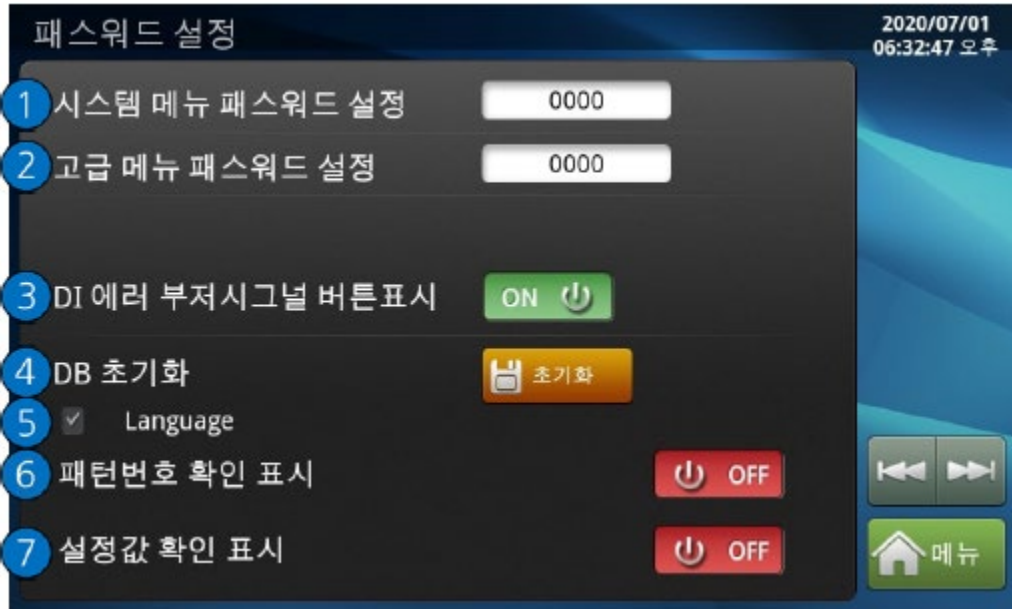 패스워드 설정
2020/07/01
06:32:47 오후
1 시스템 메뉴 패스워드 설정 0000
2 고급 메뉴 패스워드 설정 0000
3 DI 에러 부저시그널 버튼표시 ON
4 DB 초기화 초기화
5 Language
6 패턴번호 확인 표시 OFF
7 설정값 확인 표시 OFF
메뉴